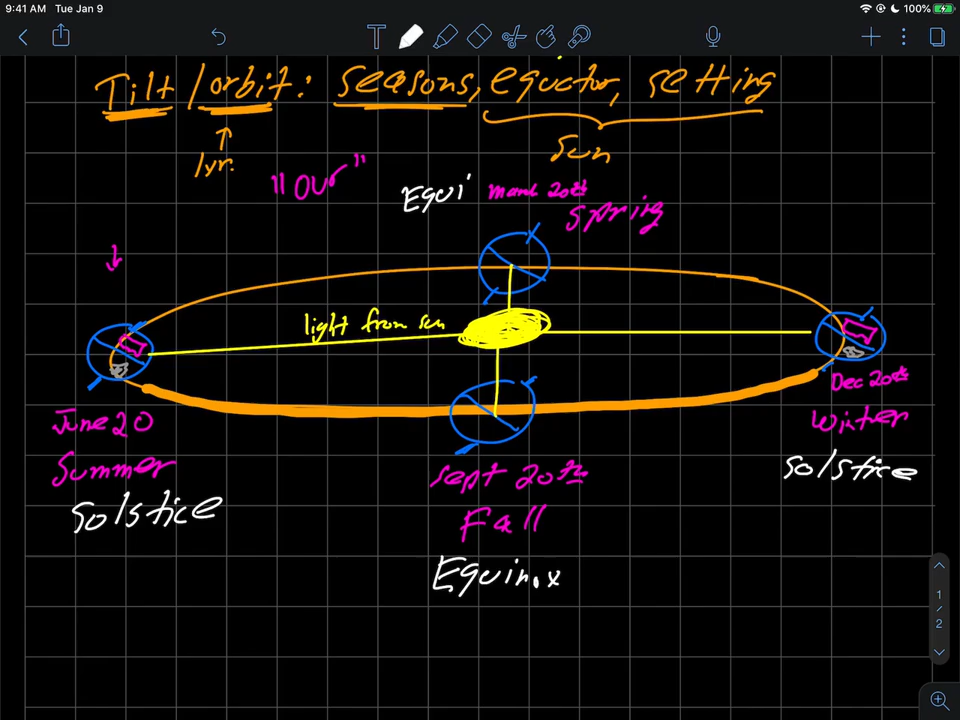 9:41 AM Tue Jan 9
100%
Tilt / orbit: seasons, equator, setting
1yr.
Sun
"Our"
Equi
March 20th
Spring
light from sun
June 20
Summer
Solstice
Dec 20th
Winter
Solstice
Sept 20th
Fall
Equinox
1
/
2